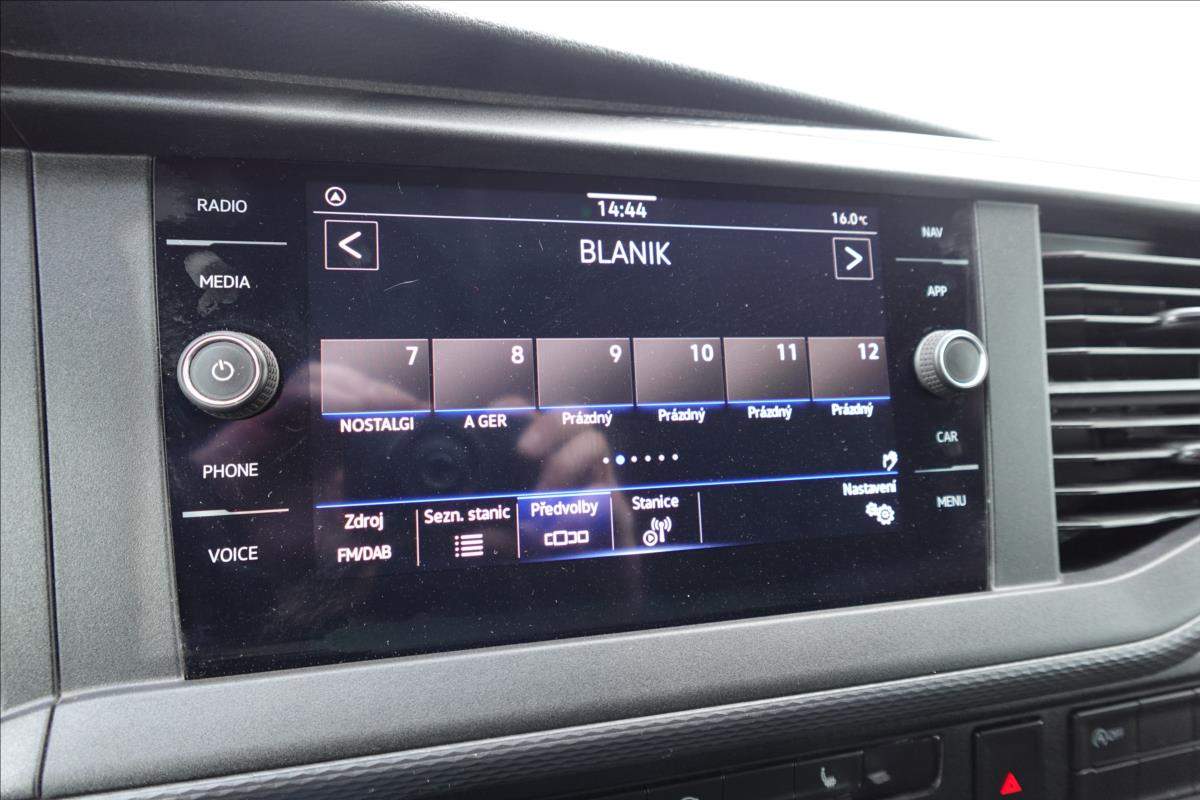 RADIO
MEDIA
PHONE
VOICE
14:44
16.0°C
<
BLANIK
>
7 8 9 10 11 12
NOSTALGI A GER Prázdný Prázdný Prázdný Prázdný
Zdroj Sezn. stanic Předvolby Stanice Nastavení
FM/DAB
NAV
APP
CAR
MENU
OFF